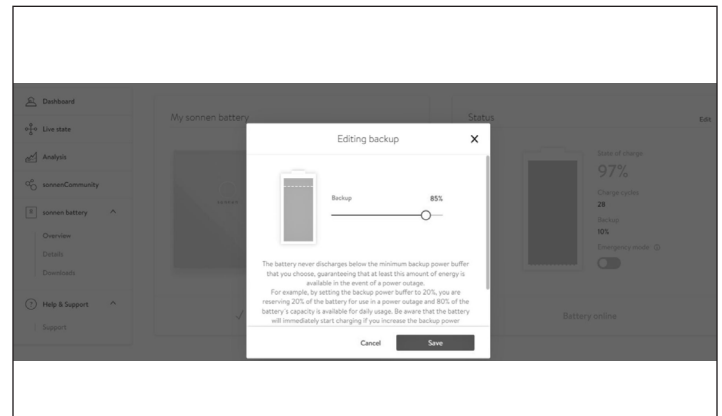 Dashboard
Live state
Analysis
sonnenCommunity
sonnen battery
Overview
Details
Downloads
Help & Support
Support
My sonnen battery
Status
Edit
State of charge
97%
Charge cycles
28
Backup
10%
Emergency mode
Battery online
Editing backup
X
Backup 85%
The battery never discharges below the minimum backup power buffer
that you choose, guaranteeing that at least this amount of energy is
available in the event of a power outage.
For example, by setting the backup power buffer to 20%, you are
reserving 20% of the battery for use in a power outage and 80% of the
battery's capacity is available for daily usage. Be aware that the battery
will immediately start charging if you increase the backup power
Cancel
Save